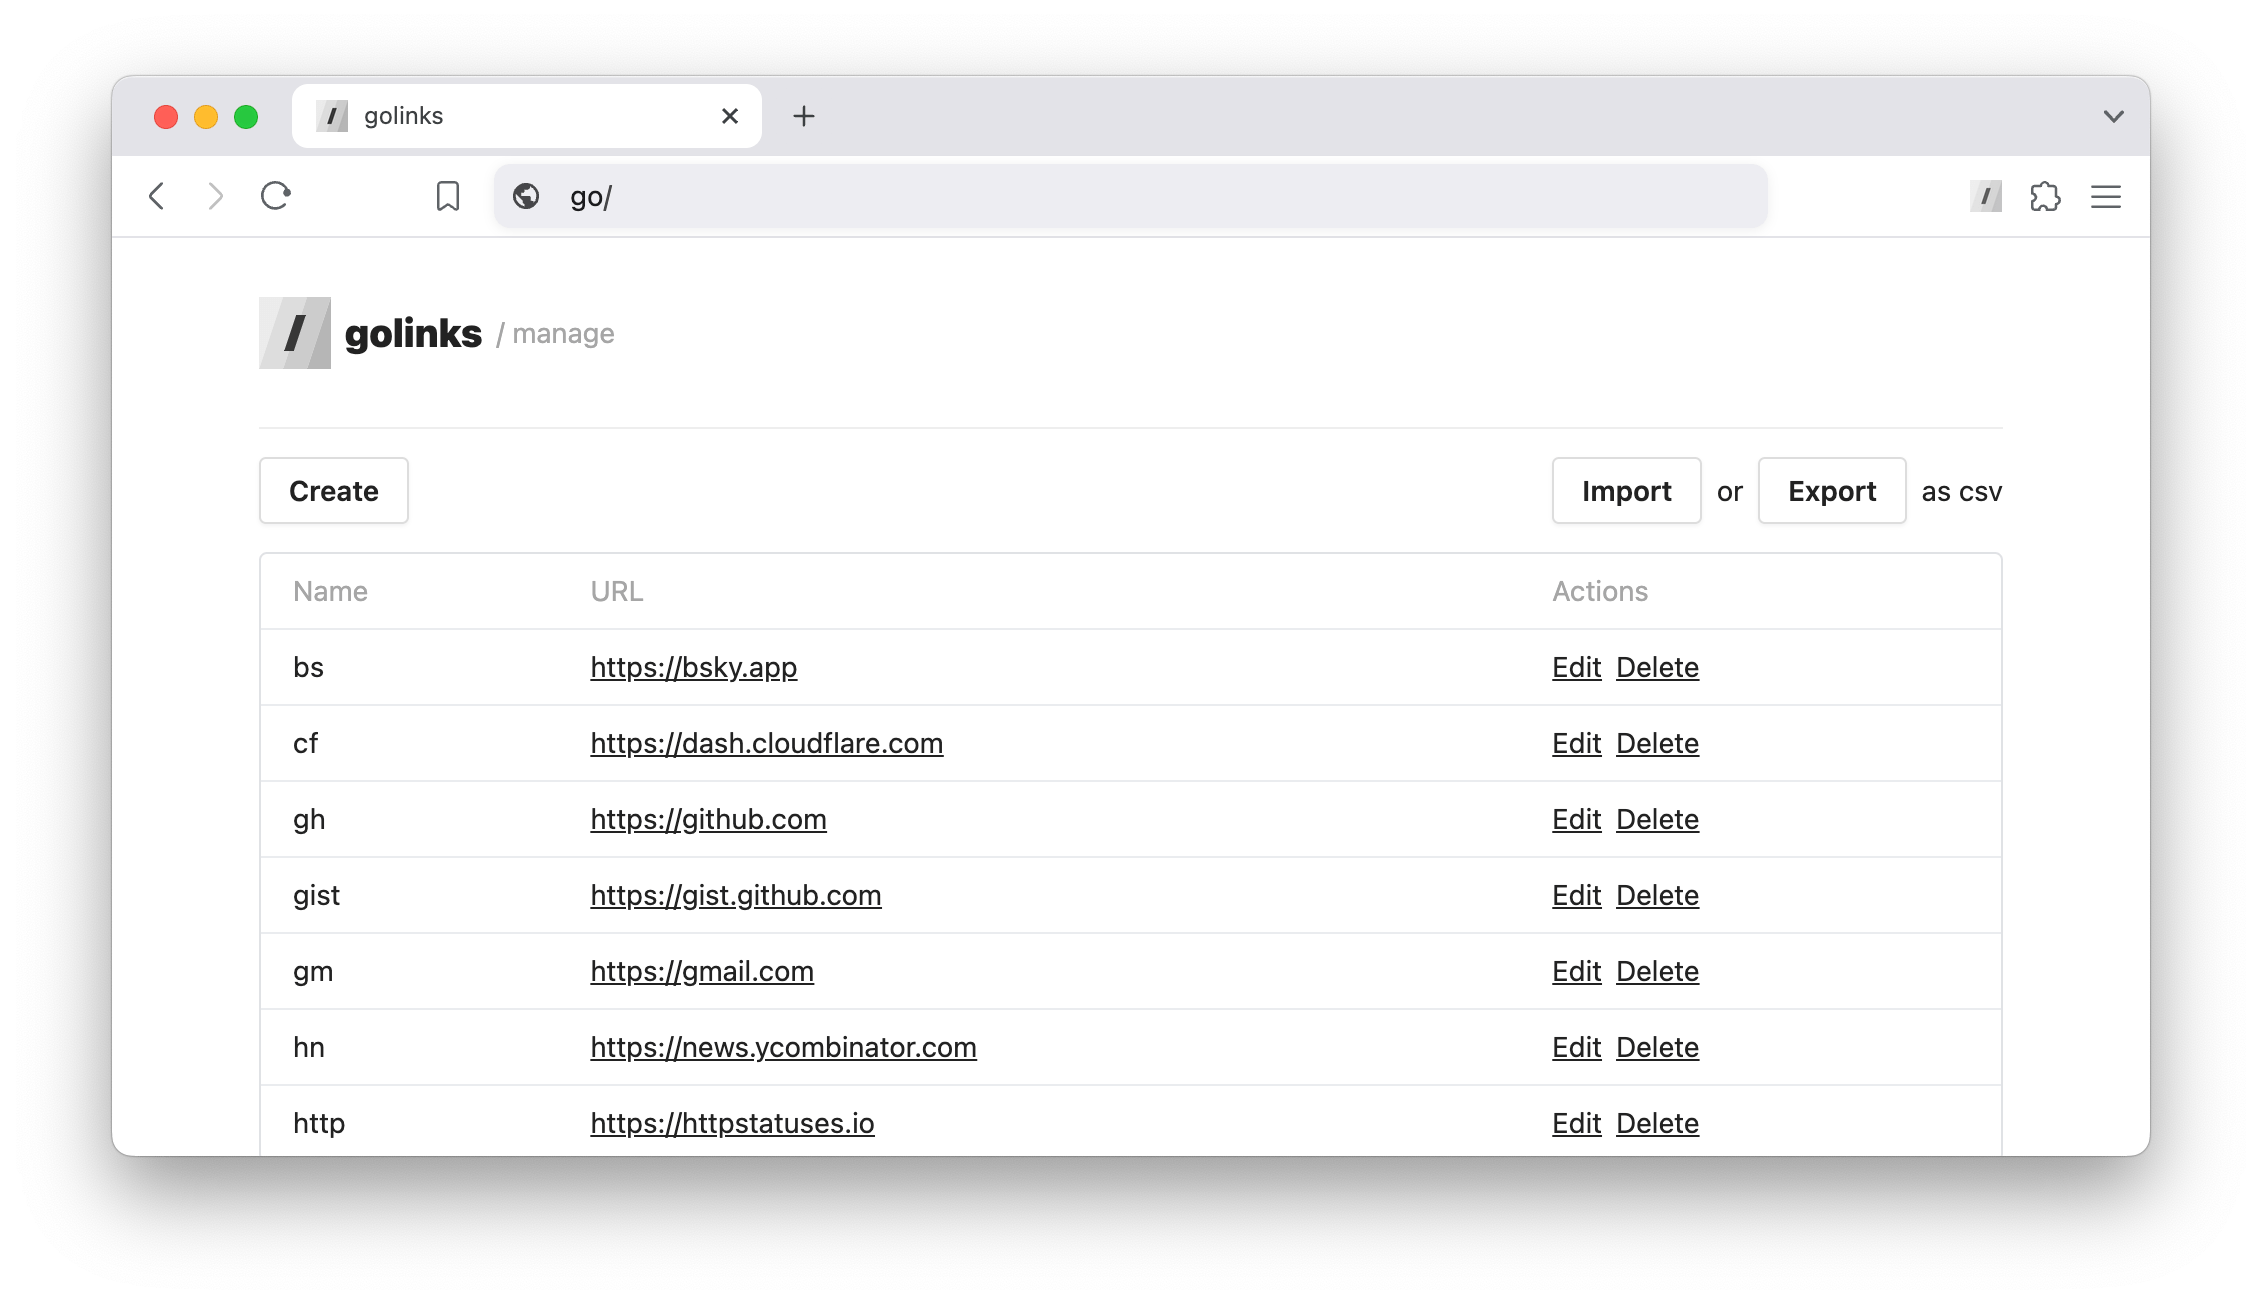 golinks
go/
golinks / manage
Create Import or Export as csv
Name URL Actions
bs https://bsky.app Edit Delete
cf https://dash.cloudflare.com Edit Delete
gh https://github.com Edit Delete
gist https://gist.github.com Edit Delete
gm https://gmail.com Edit Delete
hn https://news.ycombinator.com Edit Delete
http https://httpstatuses.io Edit Delete